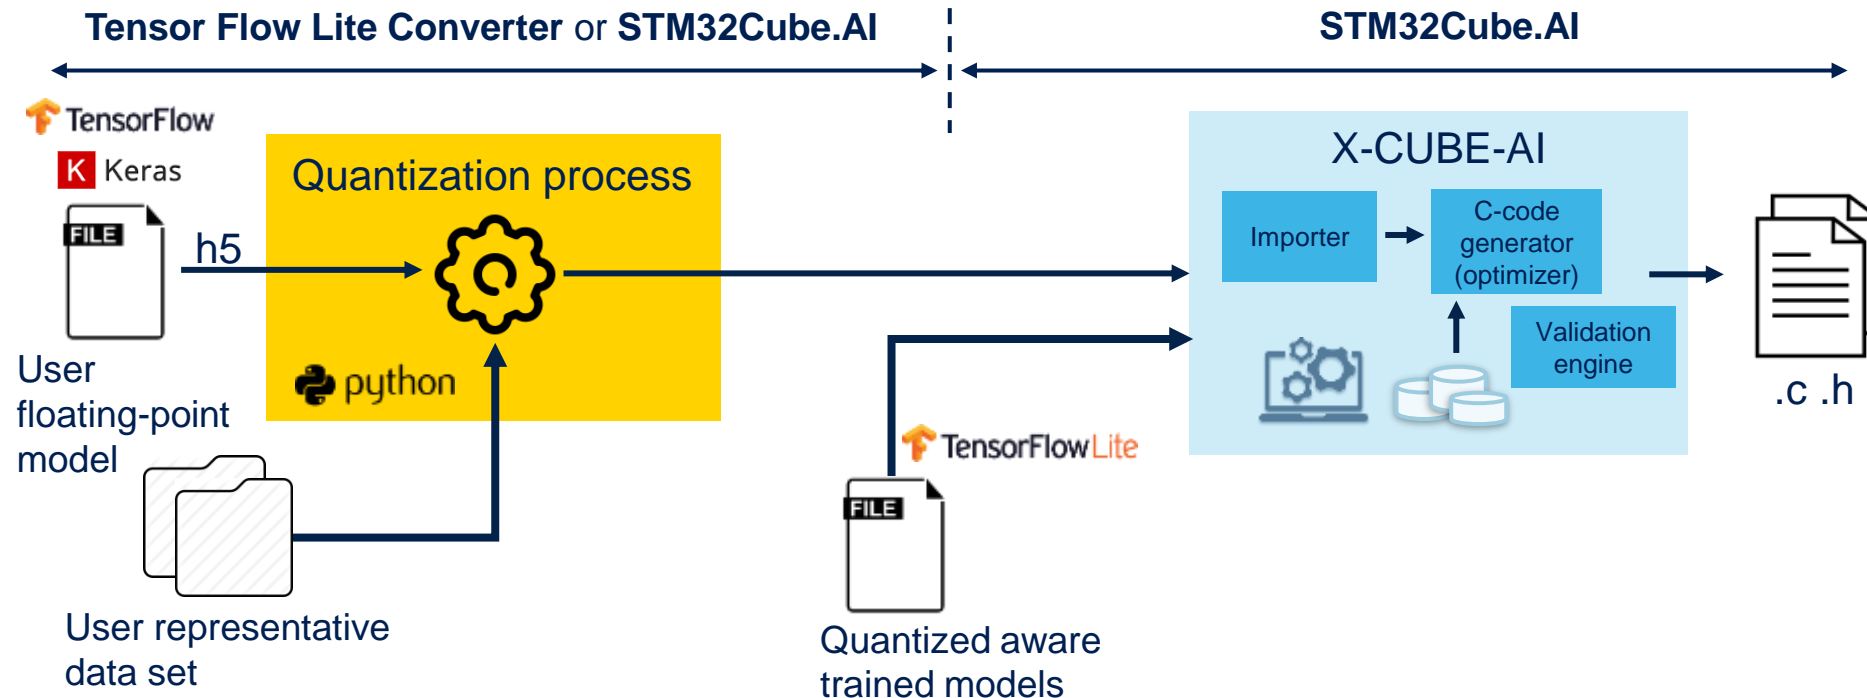 Tensor Flow Lite Converter or STM32Cube.AI
STM32Cube.AI
TensorFlow
K Keras
FILE
h5
User
floating-point
model
Quantization process
python
User representative
data set
TensorFlowLite
FILE
Quantized aware
trained models
X-CUBE-AI
Importer
C-code
generator
(optimizer)
Validation
engine
.c .h